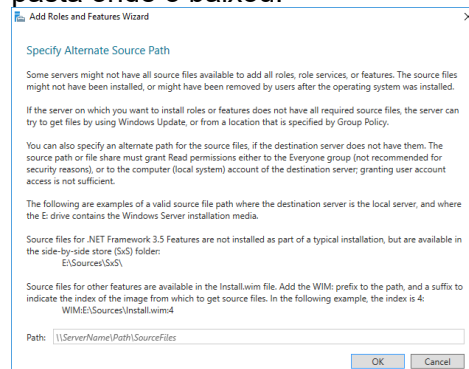 pasta onde o baixou.
Add Roles and Features Wizard
Specify Alternate Source Path
Some servers might not have all source files available to add all roles, role services, or features. The source files
might not have been installed, or might have been removed by users after the operating system was installed.
If the server on which you want to install roles or features does not have all required source files, the server can
try to get files by using Windows Update, or from a location that is specified by Group Policy.
You can also specify an alternate path for the source files, if the destination server does not have them. The
source path or file share must grant Read permissions either to the Everyone group (not recommended for
security reasons), or to the computer (local system) account of the destination server; granting user account
access is not sufficient.
The following are examples of a valid source file path where the destination server is the local server, and where
the E: drive contains the Windows Server installation media.
Source files for .NET Framework 3.5 Features are not installed as part of a typical installation, but are available in
the side-by-side store (SxS) folder:
E:\Sources\SxS\
Source files for other features are available in the Install.wim file. Add the WIM: prefix to the path, and a suffix to
indicate the index of the image from which to get source files. In the following example, the index is 4:
WIM:E:\Sources\Install.wim:4
Path: \\ServerName\Path\SourceFiles
OK Cancel